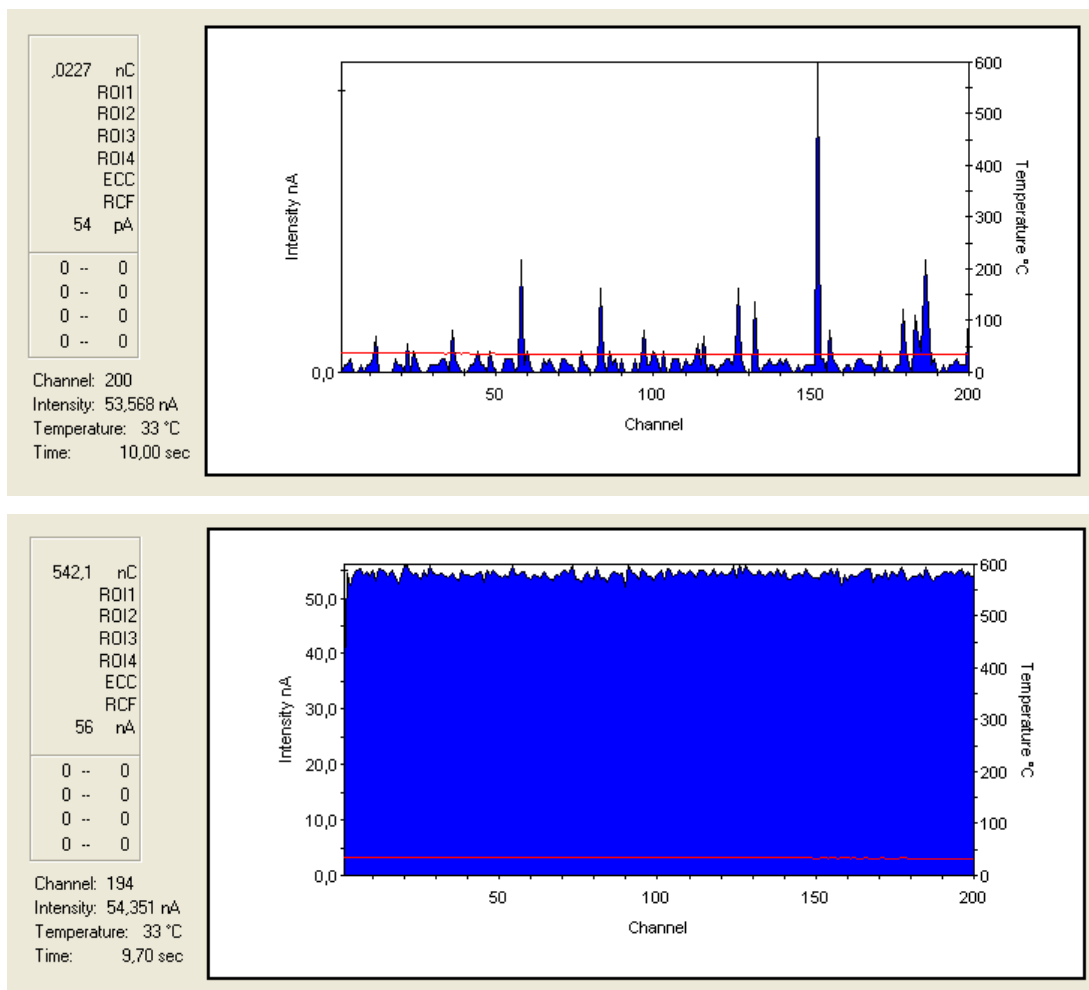 ,0227 nC
ROI1
ROI2
ROI3
ROI4
ECC
RCF
54 pA
0 -- 0
0 -- 0
0 -- 0
0 -- 0
Channel: 200
Intensity: 53,568 nA
Temperature: 33 °C
Time: 10,00 sec
Intensity nA
0,0
50
100
150
200
Channel
600
500
400
300
200
100
0
Temperature °C
542,1 nC
ROI1
ROI2
ROI3
ROI4
ECC
RCF
56 nA
0 -- 0
0 -- 0
0 -- 0
0 -- 0
Channel: 194
Intensity: 54,351 nA
Temperature: 33 °C
Time: 9,70 sec
Intensity nA
50,0
40,0
30,0
20,0
10,0
0,0
50
100
150
200
Channel
600
500
400
300
200
100
0
Temperature °C